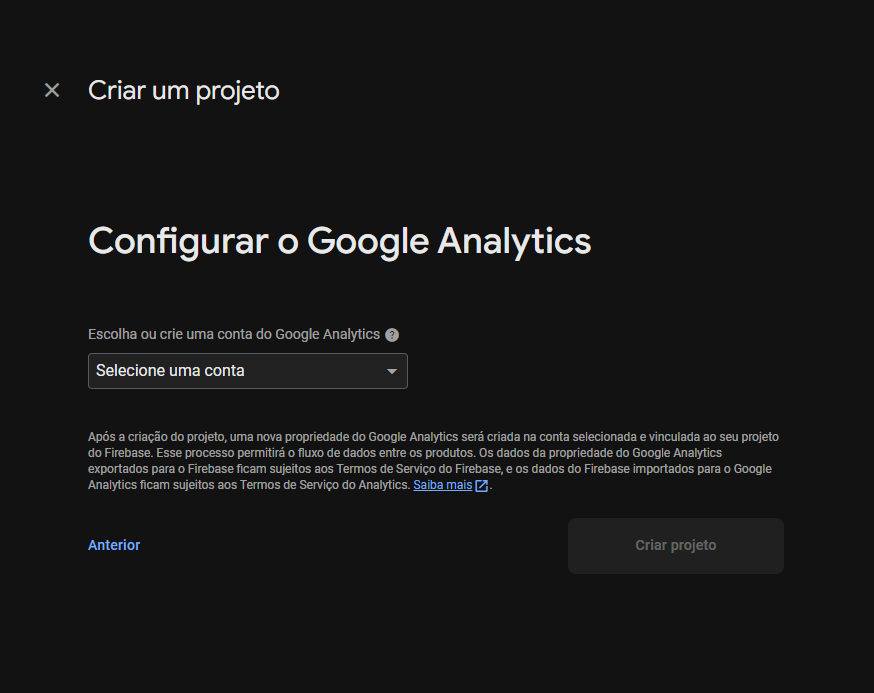 Criar um projeto
Configurar o Google Analytics
Escolha ou crie uma conta do Google Analytics ?
Selecione uma conta
Após a criação do projeto, uma nova propriedade do Google Analytics será criada na conta selecionada e vinculada ao seu projeto
do Firebase. Esse processo permitirá o fluxo de dados entre os produtos. Os dados da propriedade do Google Analytics
exportados para o Firebase ficam sujeitos aos Termos de Serviço do Firebase, e os dados do Firebase importados para o Google
Analytics ficam sujeitos aos Termos de Serviço do Analytics. Saiba mais.
Anterior
Criar projeto